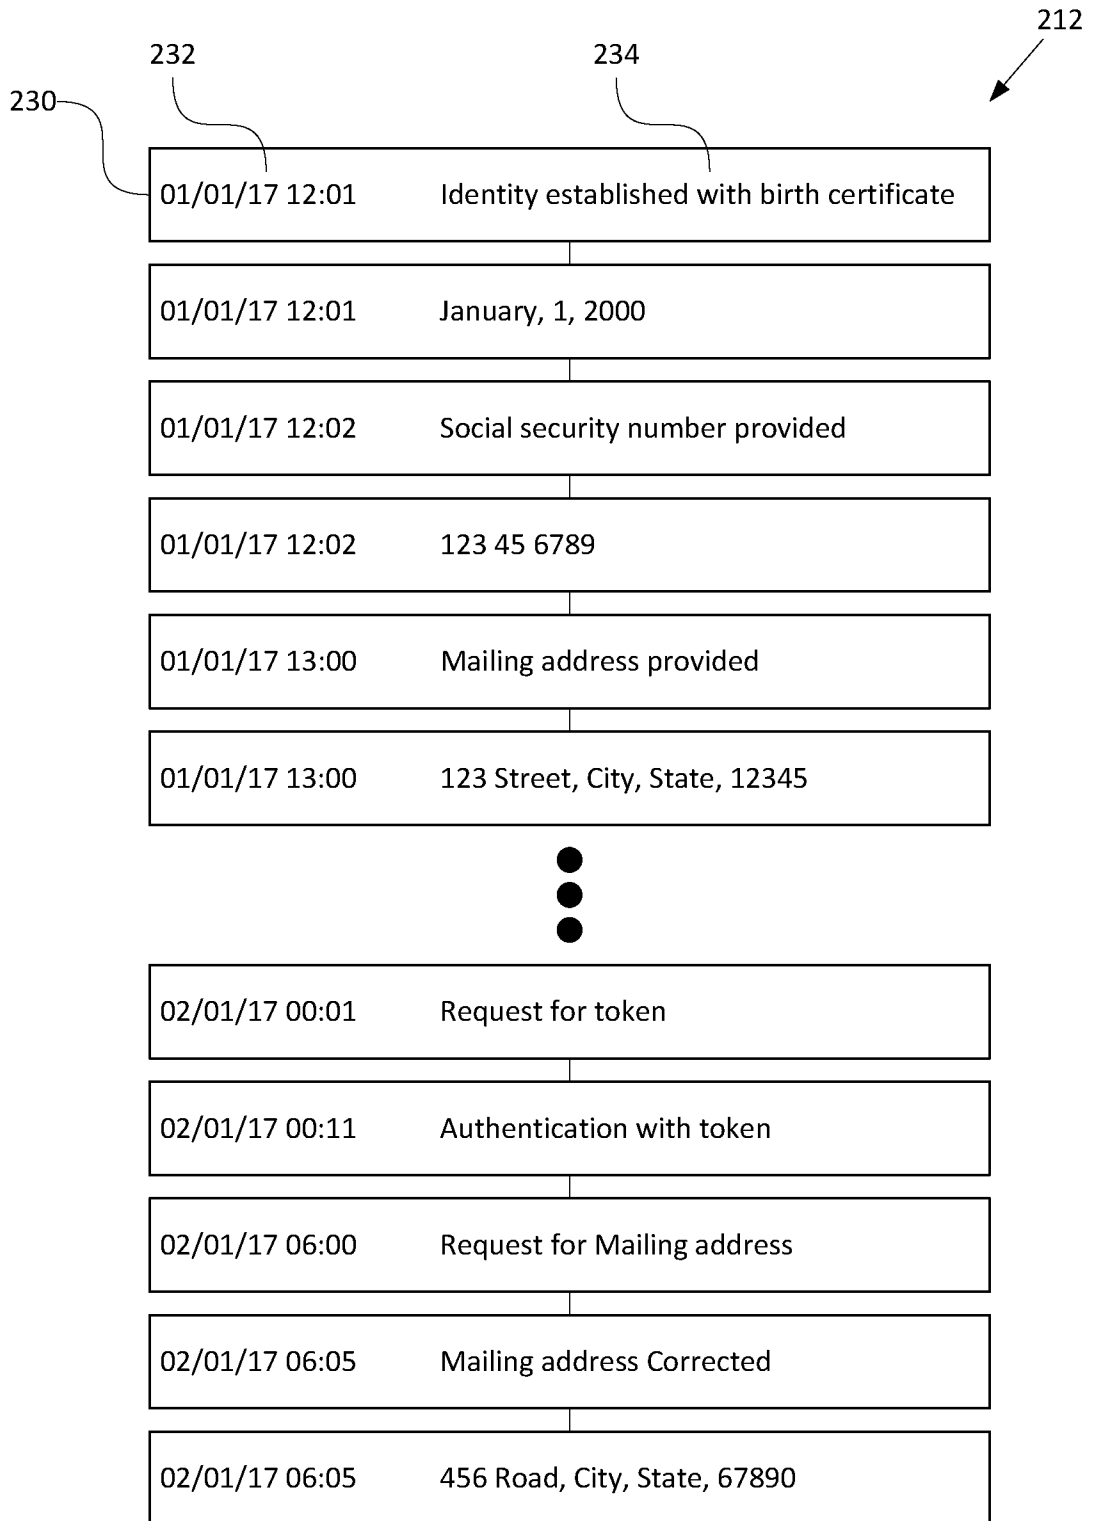 212
232
234
230
01/01/17 12:01 Identity established with birth certificate
01/01/17 12:01 January, 1, 2000
01/01/17 12:02 Social security number provided
01/01/17 12:02 123 45 6789
01/01/17 13:00 Mailing address provided
01/01/17 13:00 123 Street, City, State, 12345
02/01/17 00:01 Request for token
02/01/17 00:11 Authentication with token
02/01/17 06:00 Request for Mailing address
02/01/17 06:05 Mailing address Corrected
02/01/17 06:05 456 Road, City, State, 67890